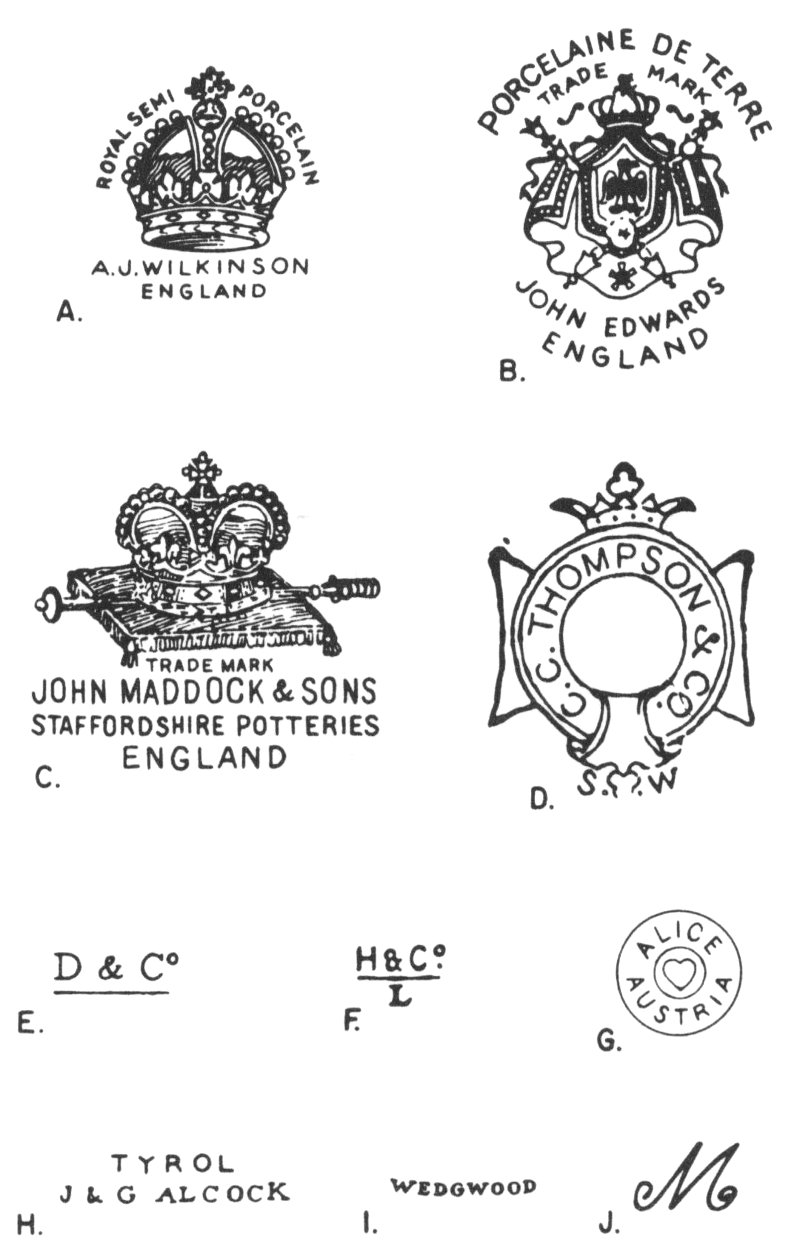 ROYAL SEMI PORCELAIN
A.J. WILKINSON
ENGLAND
A.
PORCELAINE DE TERRE
TRADE MARK
JOHN EDWARDS
ENGLAND
B.
TRADE MARK
JOHN MADDOCK & SONS
STAFFORDSHIRE POTTERIES
ENGLAND
C.
C.C. THOMPSON & CO.
S. P. W
D.
D & Cº
E.
H & Cº.
L
F.
ALICE
AUSTRIA
G.
TYROL
J & G ALCOCK
H.
WEDGWOOD
I.
M
J.